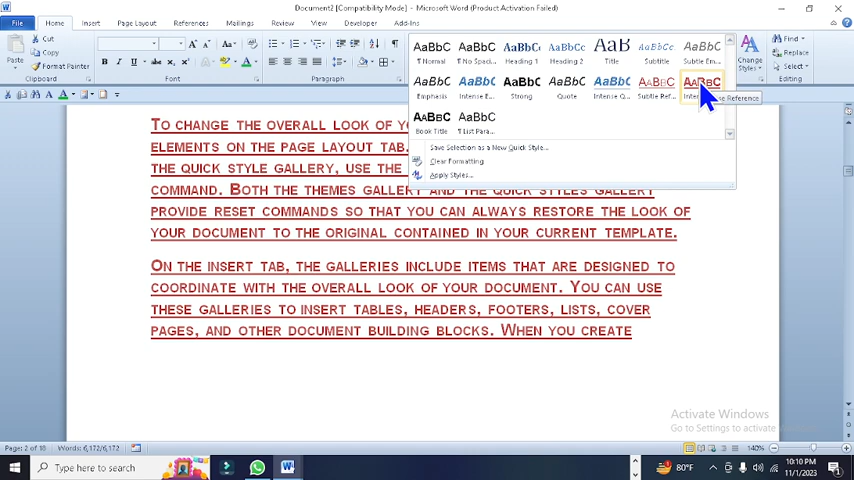 Document2 [Compatibility Mode] - Microsoft Word (Product Activation Failed)
File Home Insert Page Layout References Mailings Review View Developer Add-Ins
Cut
Copy
Format Painter
Paste
Clipboard
Font
Paragraph
AaBbC AaBbC AaBbC AaBbCc AaB AaBbCc AaBbC
¶ Normal ¶ No Spac... Heading 1 Heading 2 Title Subtitle Subtle Em...
AaBbCc AaBbC AaBbC AaBbC AaBbCc AaBbC AaBbC
Emphasis Intense E... Strong Quote Intense Q... Subtle Ref...
AaBbC AaBbC
Book Title ¶ List Para...
Save Selection as a New Quick Style...
Clear Formatting
Apply Styles...
Change
Styles
Find
Replace
Select
Editing
To change the overall look of
elements on the page layout tab.
the quick style gallery, use the
command. Both the themes gallery and the quick styles gallery
provide reset commands so that you can always restore the look of
your document to the original contained in your current template.
On the insert tab, the galleries include items that are designed to
coordinate with the overall look of your document. You can use
these galleries to insert tables, headers, footers, lists, cover
pages, and other document building blocks. When you create
Activate Windows
Go to Settings to activate
Page: 2 of 18 Words: 6,172/6,172 140%
Type here to search
80°F
10:10 PM
11/1/2023